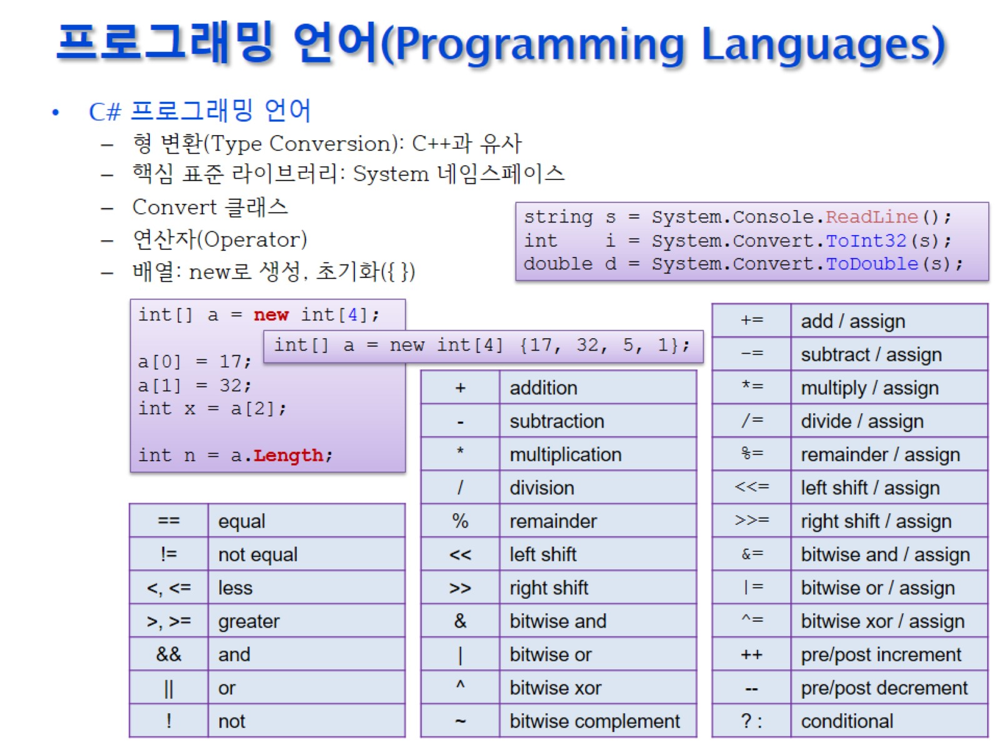 프로그래밍 언어(Programming Languages)
• C# 프로그래밍 언어
– 형 변환(Type Conversion): C++과 유사
– 핵심 표준 라이브러리: System 네임스페이스
– Convert 클래스
– 연산자(Operator)
– 배열: new로 생성, 초기화({ })
string s = System.Console.ReadLine();
int    i = System.Convert.ToInt32(s);
double d = System.Convert.ToDouble(s);
int[] a = new int[4];
a[0] = 17;
a[1] = 32;
int x = a[2];
int n = a.Length;
int[] a = new int[4] {17, 32, 5, 1};
== equal
!= not equal
<, <= less
>, >= greater
&& and
|| or
! not
+ addition
- subtraction
* multiplication
/ division
% remainder
<< left shift
>> right shift
& bitwise and
| bitwise or
^ bitwise xor
~ bitwise complement
+= add / assign
−= subtract / assign
*= multiply / assign
/= divide / assign
%= remainder / assign
<<= left shift / assign
>>= right shift / assign
&= bitwise and / assign
|= bitwise or / assign
^= bitwise xor / assign
++ pre/post increment
-- pre/post decrement
? : conditional